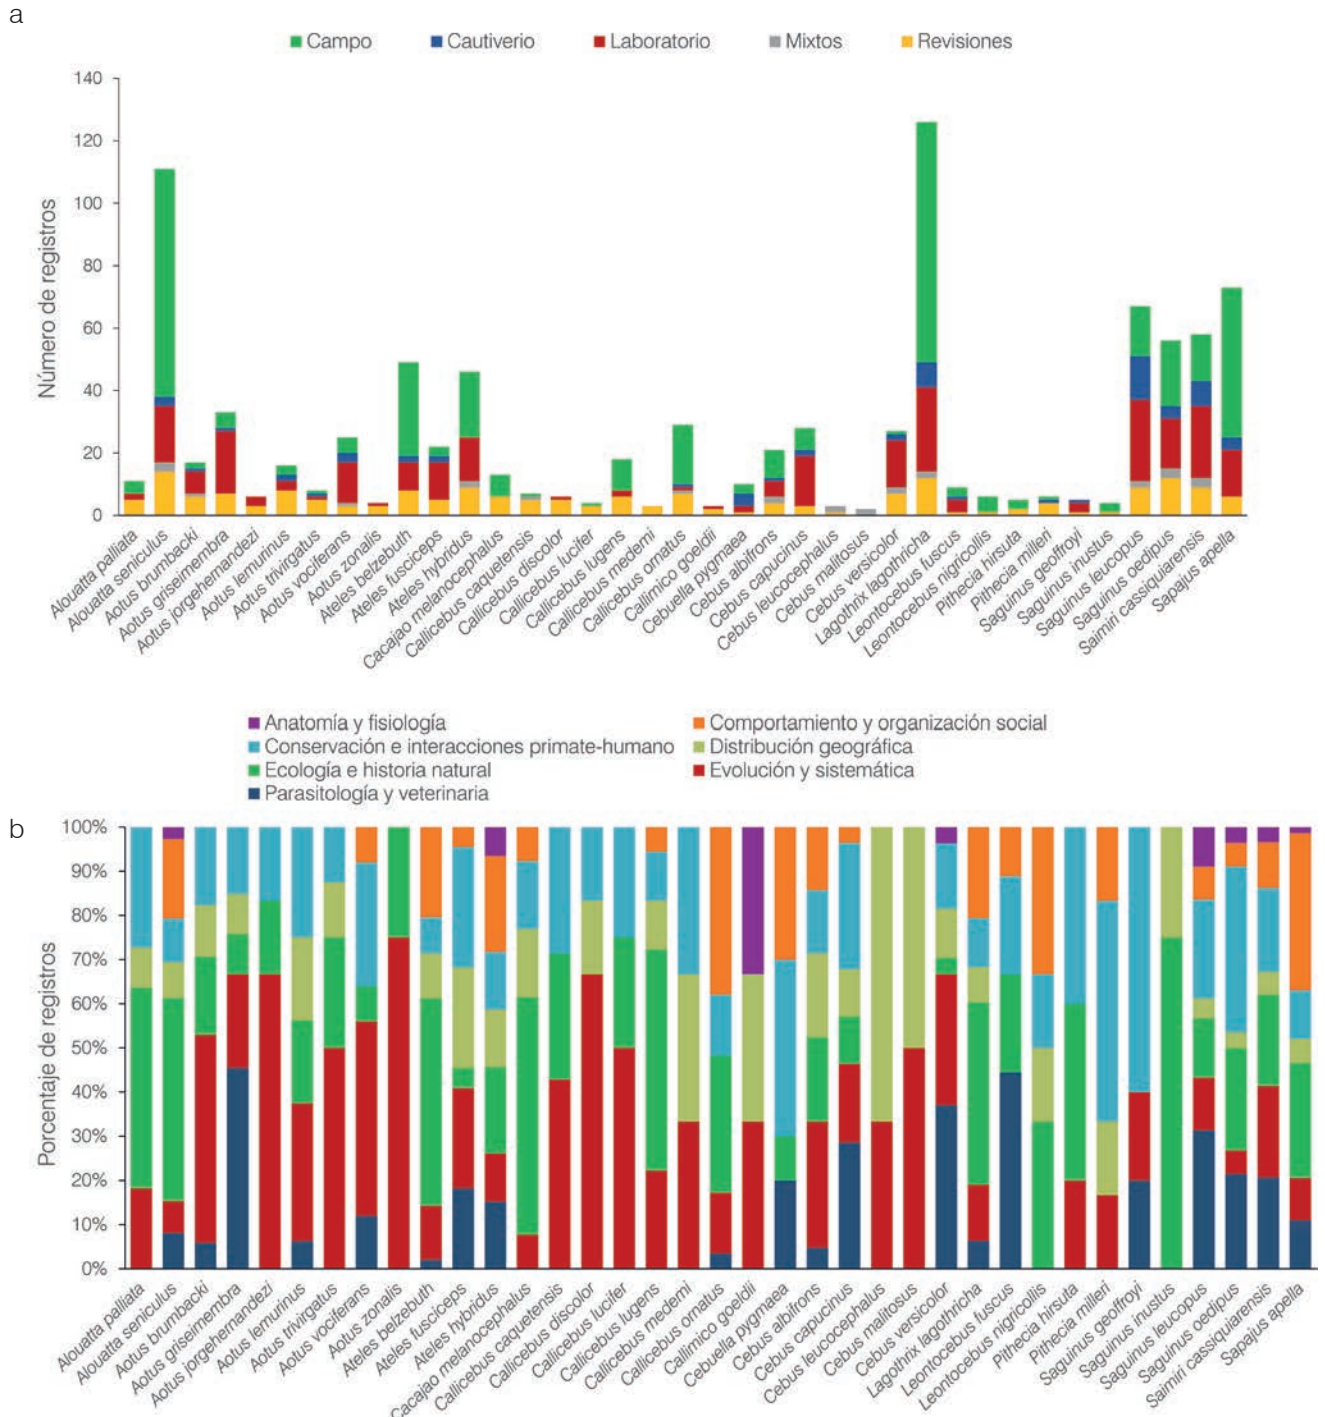 a
Campo Cautiverio Laboratorio Mixtos Revisiones
140
120
100
80
60
40
20
0
Número de registros
Alouatta palliata
Alouatta seniculus
Aotus brumbacki
Aotus griseimembra
Aotus jorgehernandezi
Aotus lemurinus
Aotus trivirgatus
Aotus vociferans
Aotus zonalis
Ateles belzebuth
Ateles fusciceps
Ateles hybridus
Cacajao melanocephalus
Callicebus caquetensis
Callicebus discolor
Callicebus lucifer
Callicebus lugens
Callicebus medemi
Callicebus ornatus
Callimico goeldii
Cebuella pygmaea
Cebus albifrons
Cebus capucinus
Cebus leucocephalus
Cebus malitosus
Cebus versicolor
Lagothrix lagothricha
Leontocebus fuscus
Leontocebus nigricollis
Pithecia hirsuta
Pithecia milleri
Saguinus geoffroyi
Saguinus inustus
Saguinus leucopus
Saguinus oedipus
Saimiri cassiquiarensis
Sapajus apella
Anatomía y fisiología Comportamiento y organización social
Conservación e interacciones primate-humano Distribución geográfica
Ecología e historia natural Evolución y sistemática
Parasitología y veterinaria
b
100%
90%
80%
70%
60%
50%
40%
30%
20%
10%
0%
Porcentaje de registros
Alouatta palliata
Alouatta seniculus
Aotus brumbacki
Aotus griseimembra
Aotus jorgehernandezi
Aotus lemurinus
Aotus trivirgatus
Aotus vociferans
Aotus zonalis
Ateles belzebuth
Ateles fusciceps
Ateles hybridus
Cacajao melanocephalus
Callicebus caquetensis
Callicebus discolor
Callicebus lucifer
Callicebus lugens
Callicebus medemi
Callicebus ornatus
Callimico goeldii
Cebuella pygmaea
Cebus albifrons
Cebus capucinus
Cebus leucocephalus
Cebus malitosus
Cebus versicolor
Lagothrix lagothricha
Leontocebus fuscus
Leontocebus nigricollis
Pithecia hirsuta
Pithecia milleri
Saguinus geoffroyi
Saguinus inustus
Saguinus leucopus
Saguinus oedipus
Saimiri cassiquiarensis
Sapajus apella